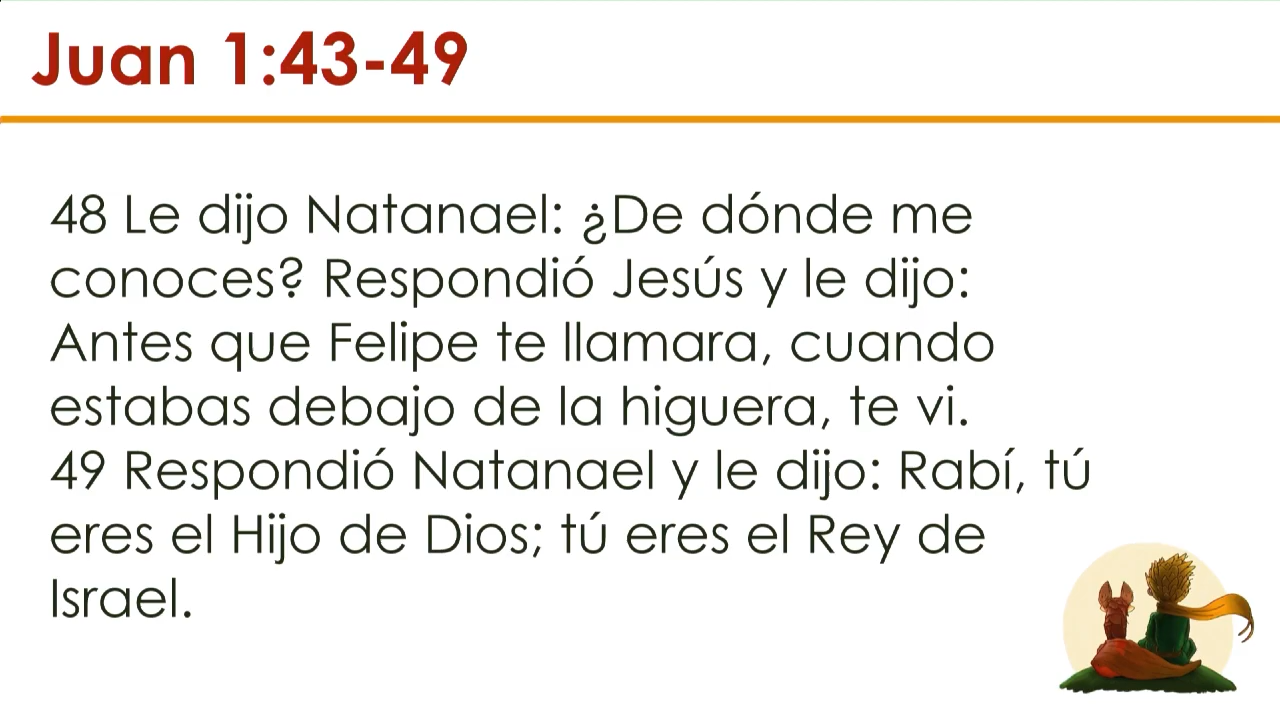 Juan 1:43-49
48 Le dijo Natanael: ¿De dónde me
conoces? Respondió Jesús y le dijo:
Antes que Felipe te llamara, cuando
estabas debajo de la higuera, te vi.
49 Respondió Natanael y le dijo: Rabí, tú
eres el Hijo de Dios; tú eres el Rey de
Israel.